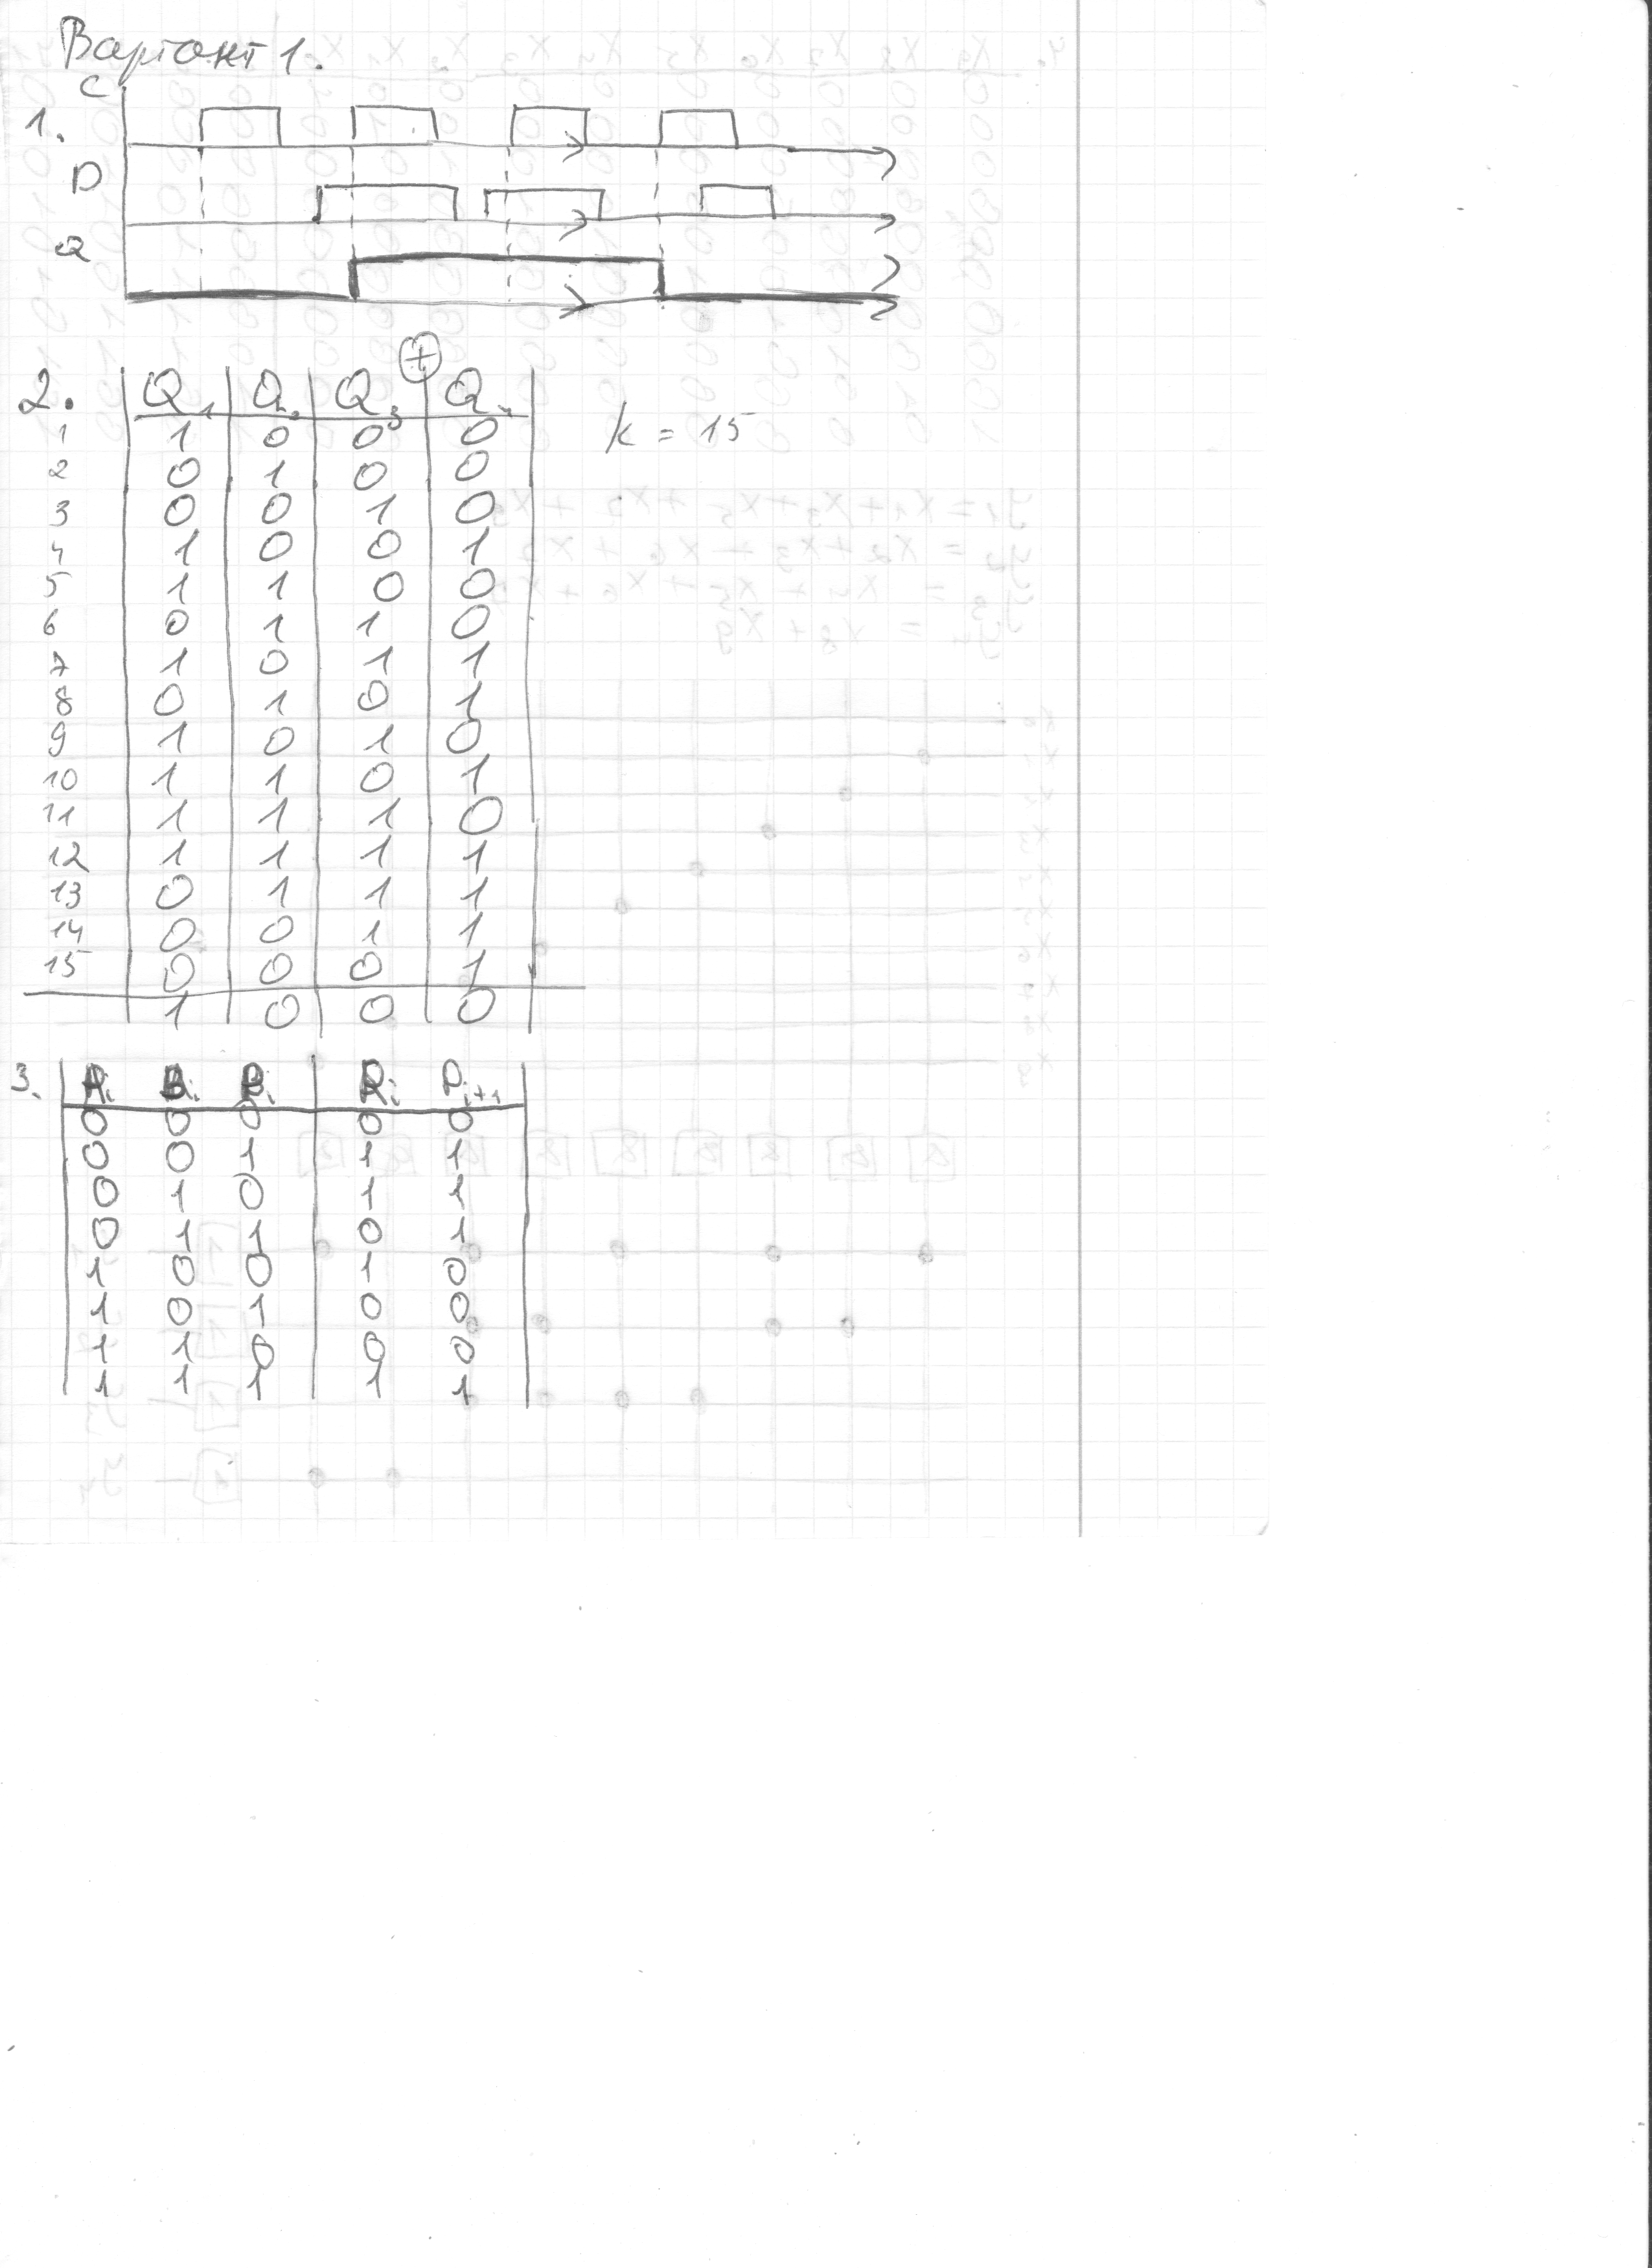 Варіант 1.
C
1.
D
Q
+
2. Q1 Q2 Q3 Q4
1 1 0 0 0 k = 15
2 0 1 0 0
3 0 0 1 0
4 1 0 0 1
5 1 1 0 0
6 0 1 1 0
7 1 0 1 1
8 0 1 0 1
9 1 0 1 0
10 1 1 0 1
11 1 1 1 0
12 1 1 1 1
13 0 1 1 1
14 0 0 1 1
15 0 0 0 1
1 0 0 0
3. Ai Bi Pi Ri Pi+1
0 0 0 0 0
0 0 1 1 1
0 1 0 1 1
0 1 1 0 1
1 0 0 1 0
1 0 1 0 0
1 1 0 0 0
1 1 1 1 1